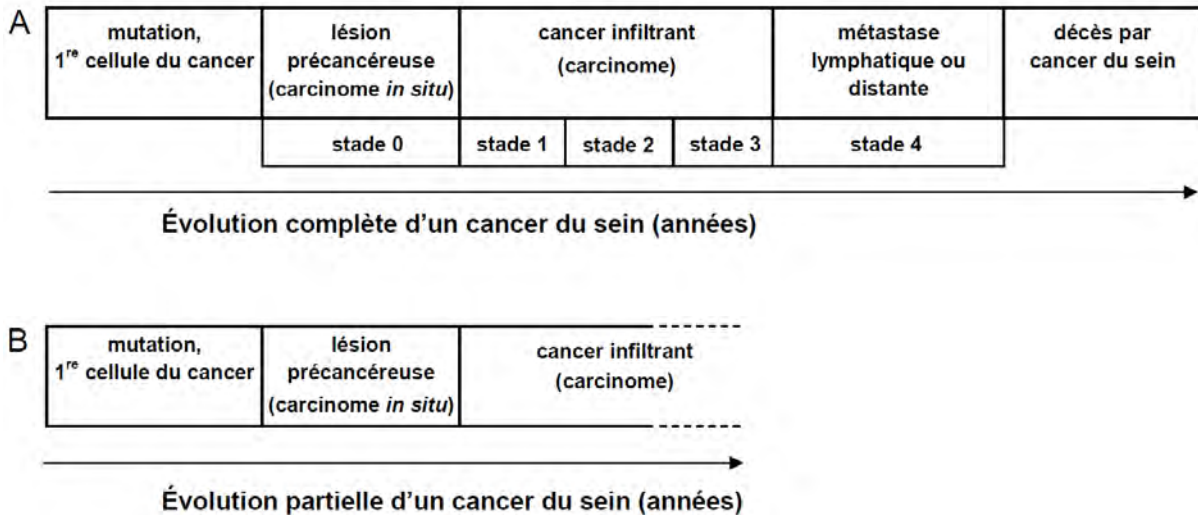 A
mutation,
1re cellule du cancer
lésion
précancéreuse
(carcinome in situ)
cancer infiltrant
(carcinome)
métastase
lymphatique ou
distante
décès par
cancer du sein
stade 0
stade 1
stade 2
stade 3
stade 4
Évolution complète d'un cancer du sein (années)
B
mutation,
1re cellule du cancer
lésion
précancéreuse
(carcinome in situ)
cancer infiltrant
(carcinome)
Évolution partielle d'un cancer du sein (années)